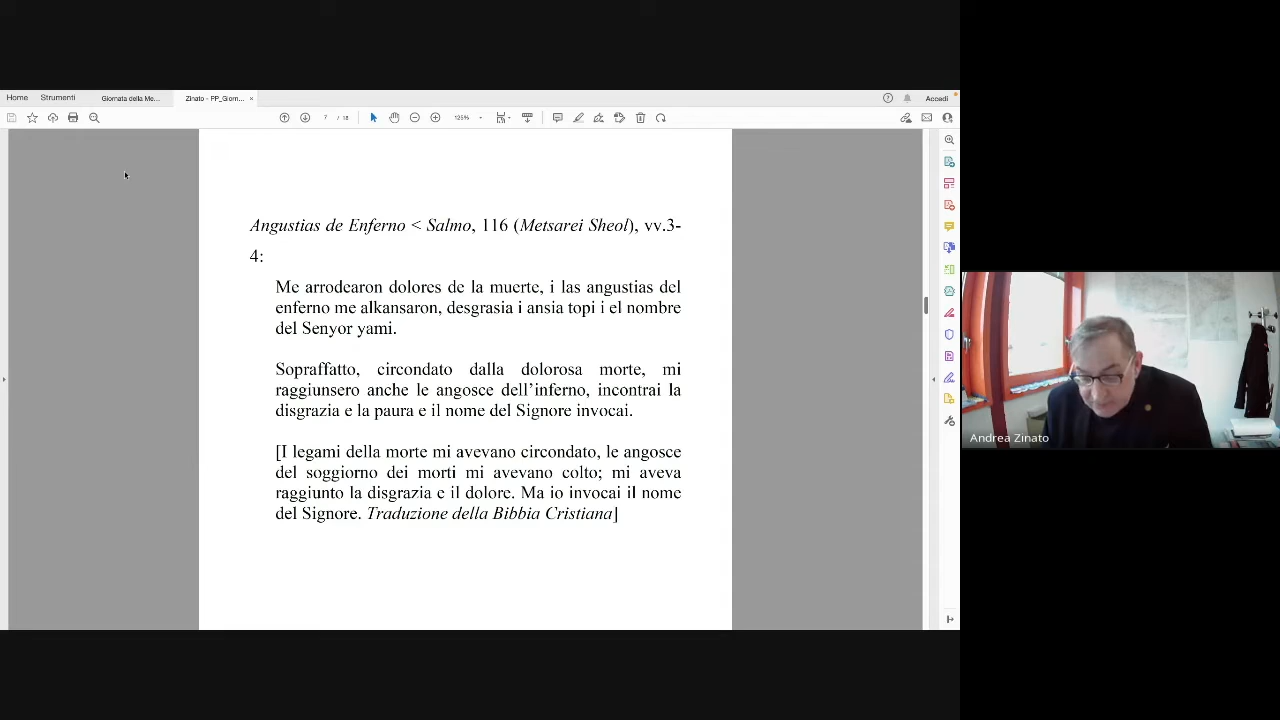 Home Strumenti Giornata della Me... Zinato - PP_Giorn... × Accedi
7 / 18 125%
Angustias de Enferno < Salmo, 116 (Metsarei Sheol), vv.3-
4:
Me arrodearon dolores de la muerte, i las angustias del
enferno me alkansaron, desgrasia i ansia topi i el nombre
del Senyor yami.
Sopraffatto, circondato dalla dolorosa morte, mi
raggiunsero anche le angosce dell’inferno, incontrai la
disgrazia e la paura e il nome del Signore invocai.
[I legami della morte mi avevano circondato, le angosce
del soggiorno dei morti mi avevano colto; mi aveva
raggiunto la disgrazia e il dolore. Ma io invocai il nome
del Signore. Traduzione della Bibbia Cristiana]
Andrea Zinato